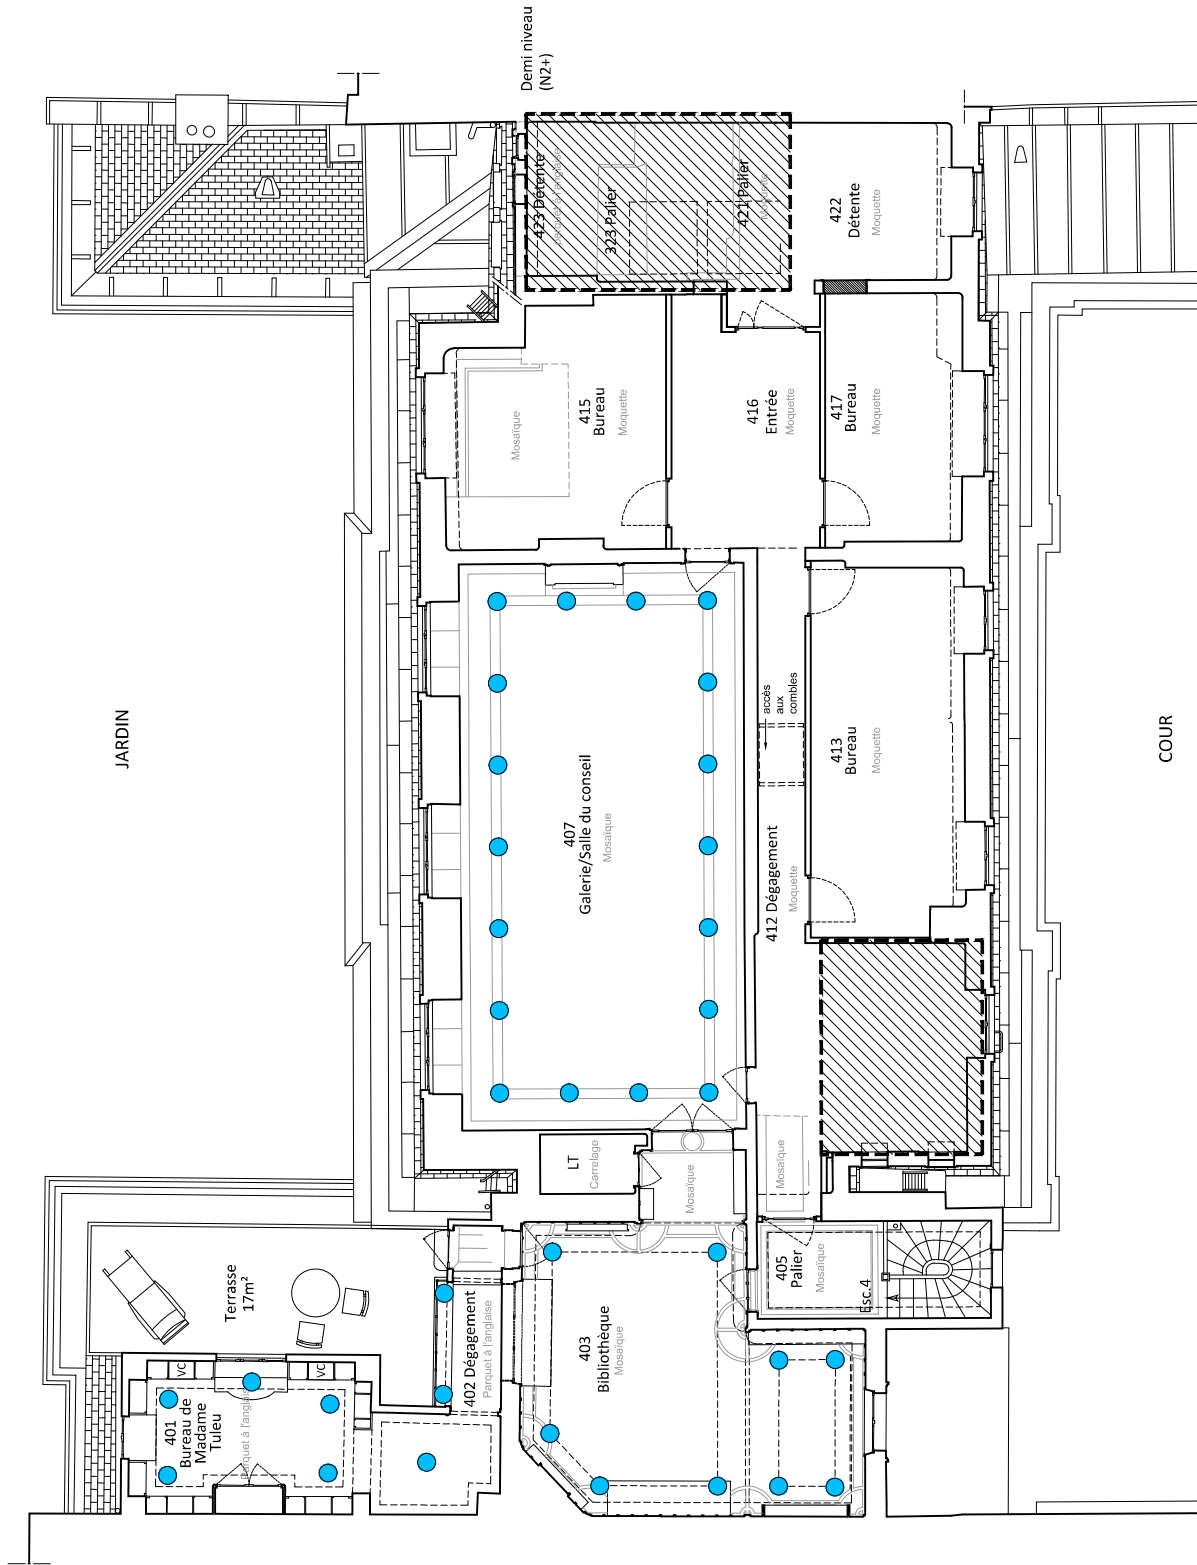 Demi niveau
(N2+)
423 Détente
parquet à l'anglaise
323 Palier
421 Palier
Moquette
422
Détente
Moquette
415
Bureau
Moquette
Mosaïque
416
Entrée
Moquette
417
Bureau
Moquette
JARDIN
COUR
accès
aux
combles
413
Bureau
Moquette
407
Galerie/Salle du conseil
Mosaïque
412 Dégagement
Moquette
LT
Carrelage
Mosaïque
Mosaïque
405
Palier
Mosaïque
Esc.4
Terrasse
17m²
402 Dégagement
Parquet à l'anglaise
403
Bibliothèque
Mosaïque
VC
VC
401
Bureau de
Madame
Tuleu
parquet à l'anglaise